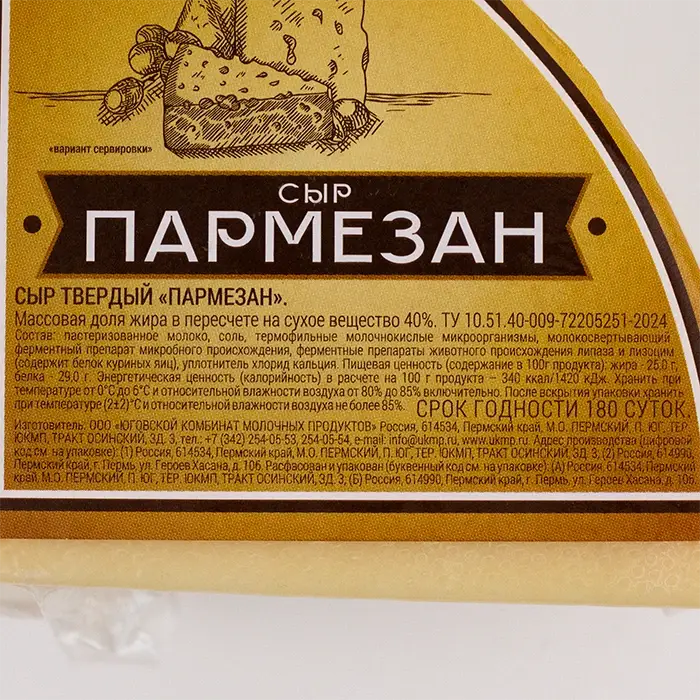 «вариант сервировки»
СЫР
ПАРМЕЗАН
СЫР ТВЕРДЫЙ «ПАРМЕЗАН».
Массовая доля жира в пересчете на сухое вещество 40%. ТУ 10.51.40-009-72205251-2024
Состав: пастеризованное молоко, соль, термофильные молочнокислые микроорганизмы, молокосвертывающий
ферментный препарат микробного происхождения, ферментные препараты животного происхождения липаза и лизоцим
(содержит белок куриных яиц), уплотнитель хлорид кальция. Пищевая ценность (содержание в 100г продукта): жира - 25,0 г,
белка - 29,0 г. Энергетическая ценность (калорийность) в расчете на 100 г продукта – 340 ккал/1420 кДж. Хранить при
температуре от 0°С до 6°С и относительной влажности воздуха от 80% до 85% включительно. После вскрытия упаковки хранить
при температуре (2±2)°С и относительной влажности воздуха не более 85%. СРОК ГОДНОСТИ 180 СУТОК.
Изготовитель: ООО «ЮГОВСКОЙ КОМБИНАТ МОЛОЧНЫХ ПРОДУКТОВ» Россия, 614534, Пермский край, М.О. ПЕРМСКИЙ, П. ЮГ, ТЕР.
ЮКМП, ТРАКТ ОСИНСКИЙ, ЗД. 3, тел.: +7 (342) 254-05-53, 254-05-54, e-mail: info@ukmp.ru, www.ukmp.ru. Адрес производства (цифровой
код см. на упаковке): (1) Россия, 614534, Пермский край, М.О. ПЕРМСКИЙ, П. ЮГ, ТЕР. ЮКМП, ТРАКТ ОСИНСКИЙ, ЗД. 3, (2) Россия, 614990,
Пермский край, г. Пермь, ул. Героев Хасана, д. 106. Расфасован и упакован (буквенный код см. на упаковке): (А) Россия, 614534, Пермский
край, М.О. ПЕРМСКИЙ, П. ЮГ, ТЕР. ЮКМП, ТРАКТ ОСИНСКИЙ, ЗД. 3, (Б) Россия, 614990, Пермский край, г. Пермь, ул. Героев Хасана, д. 106